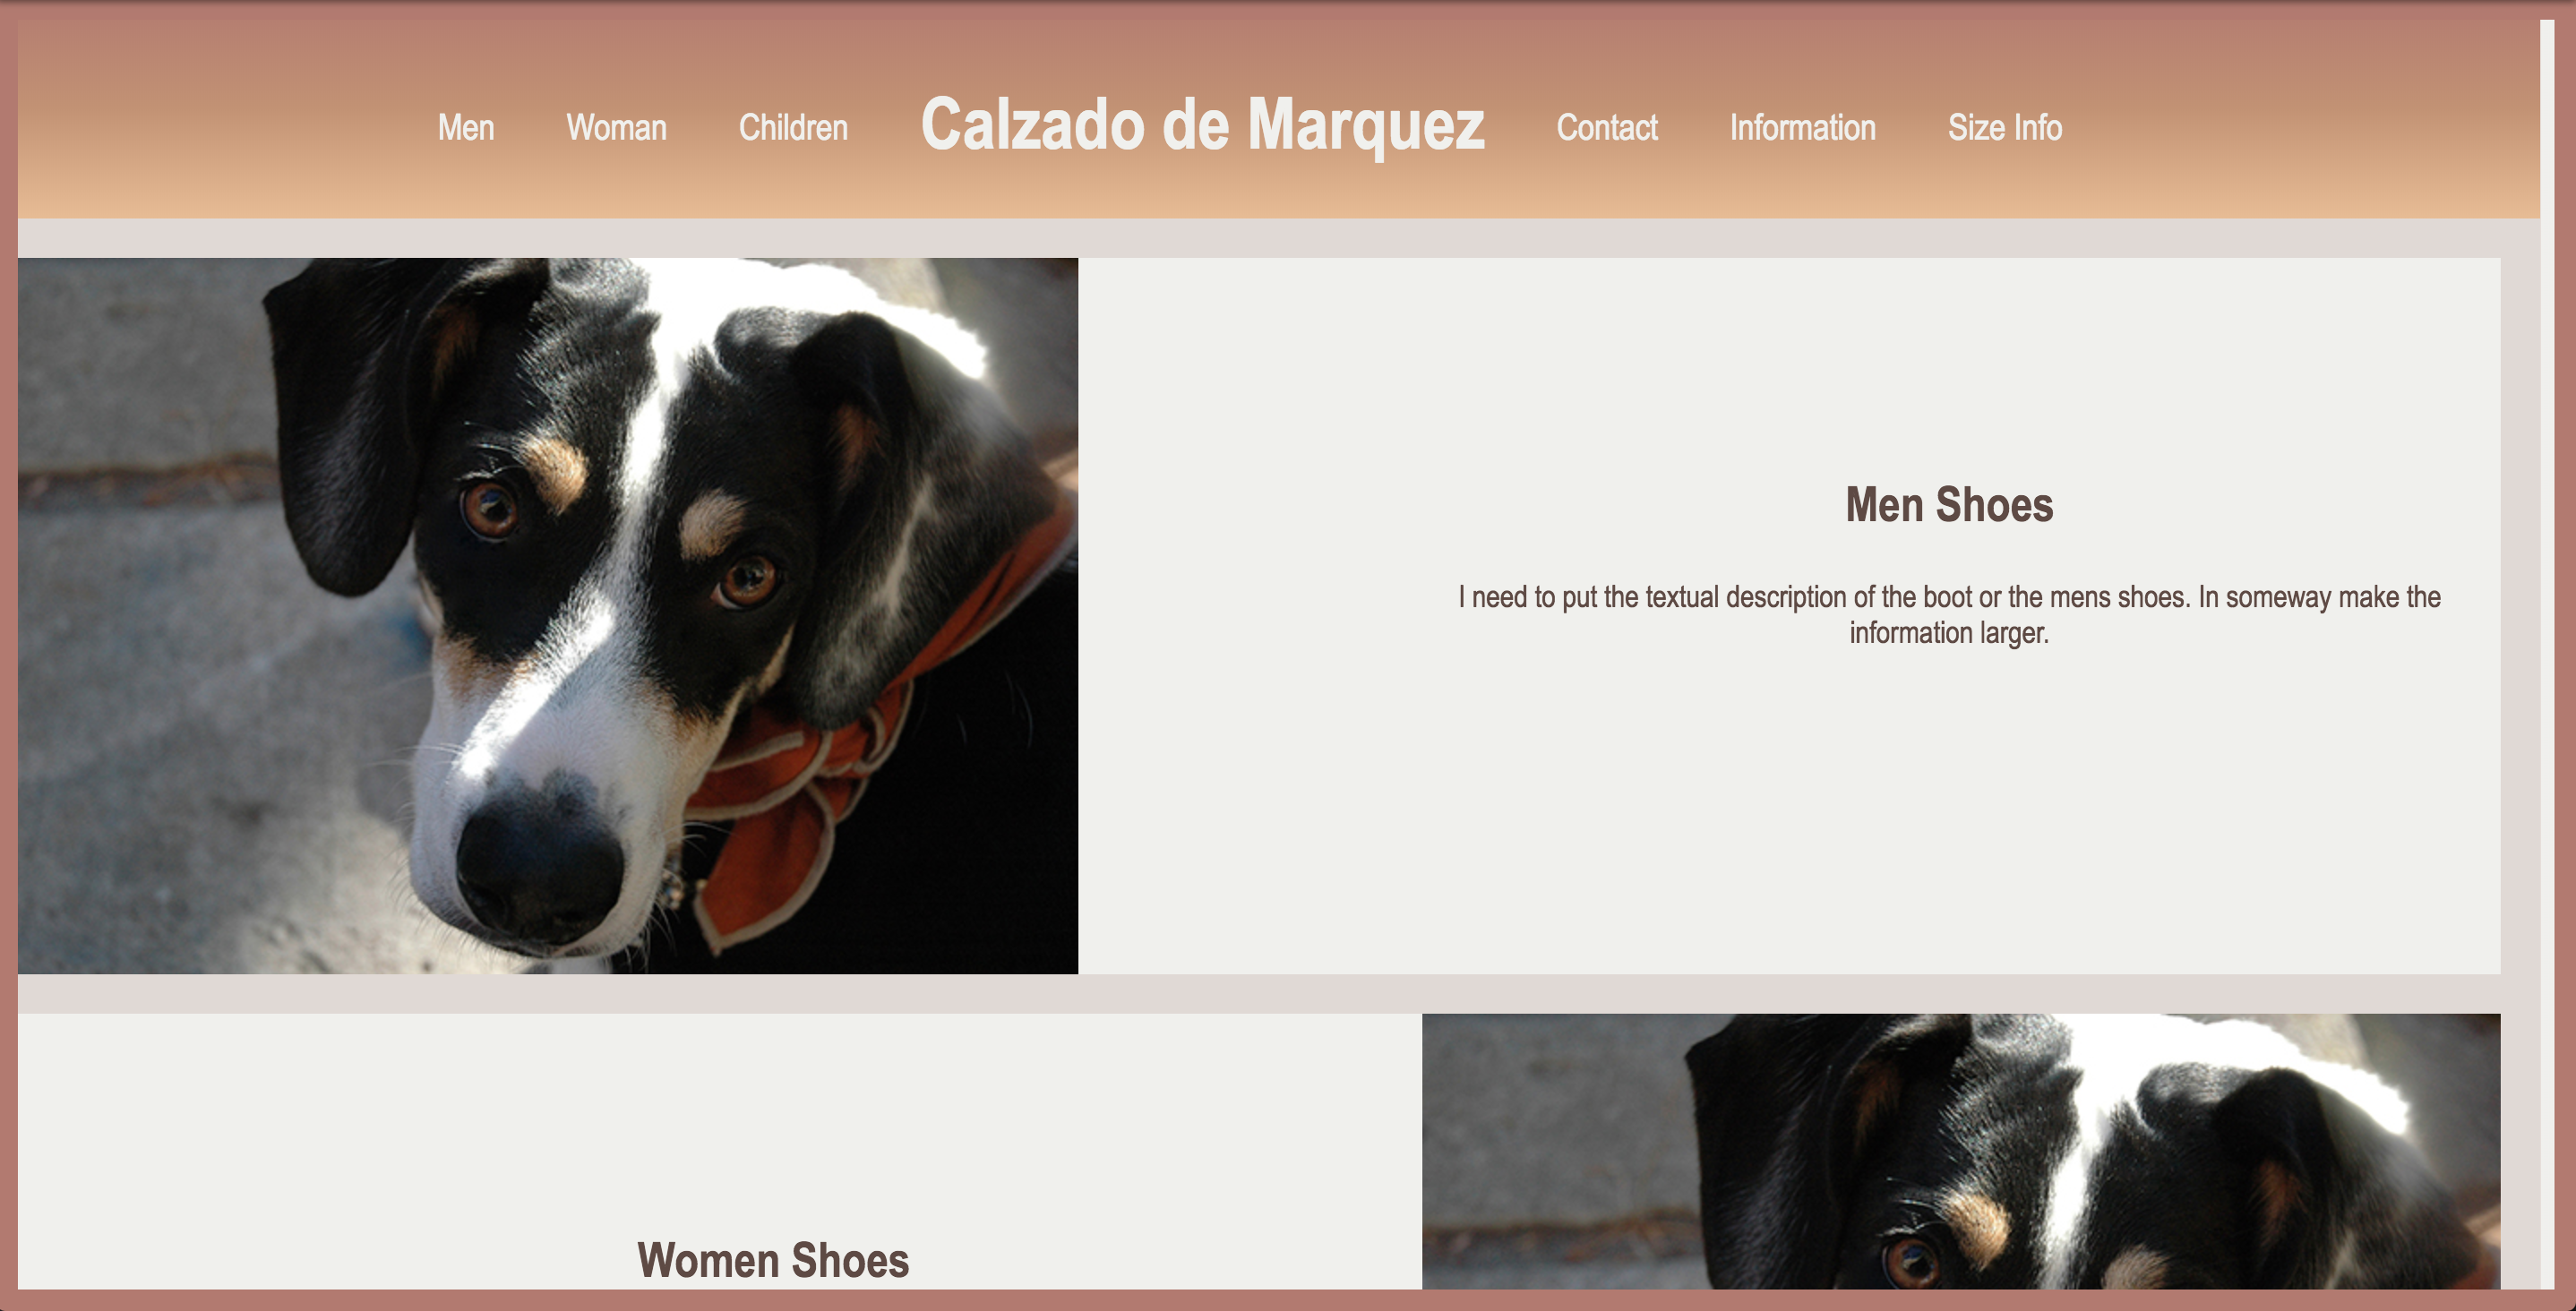 Men Woman Children Calzado de Marquez Contact Information Size Info
Men Shoes
I need to put the textual description of the boot or the mens shoes. In someway make the
information larger.
Women Shoes